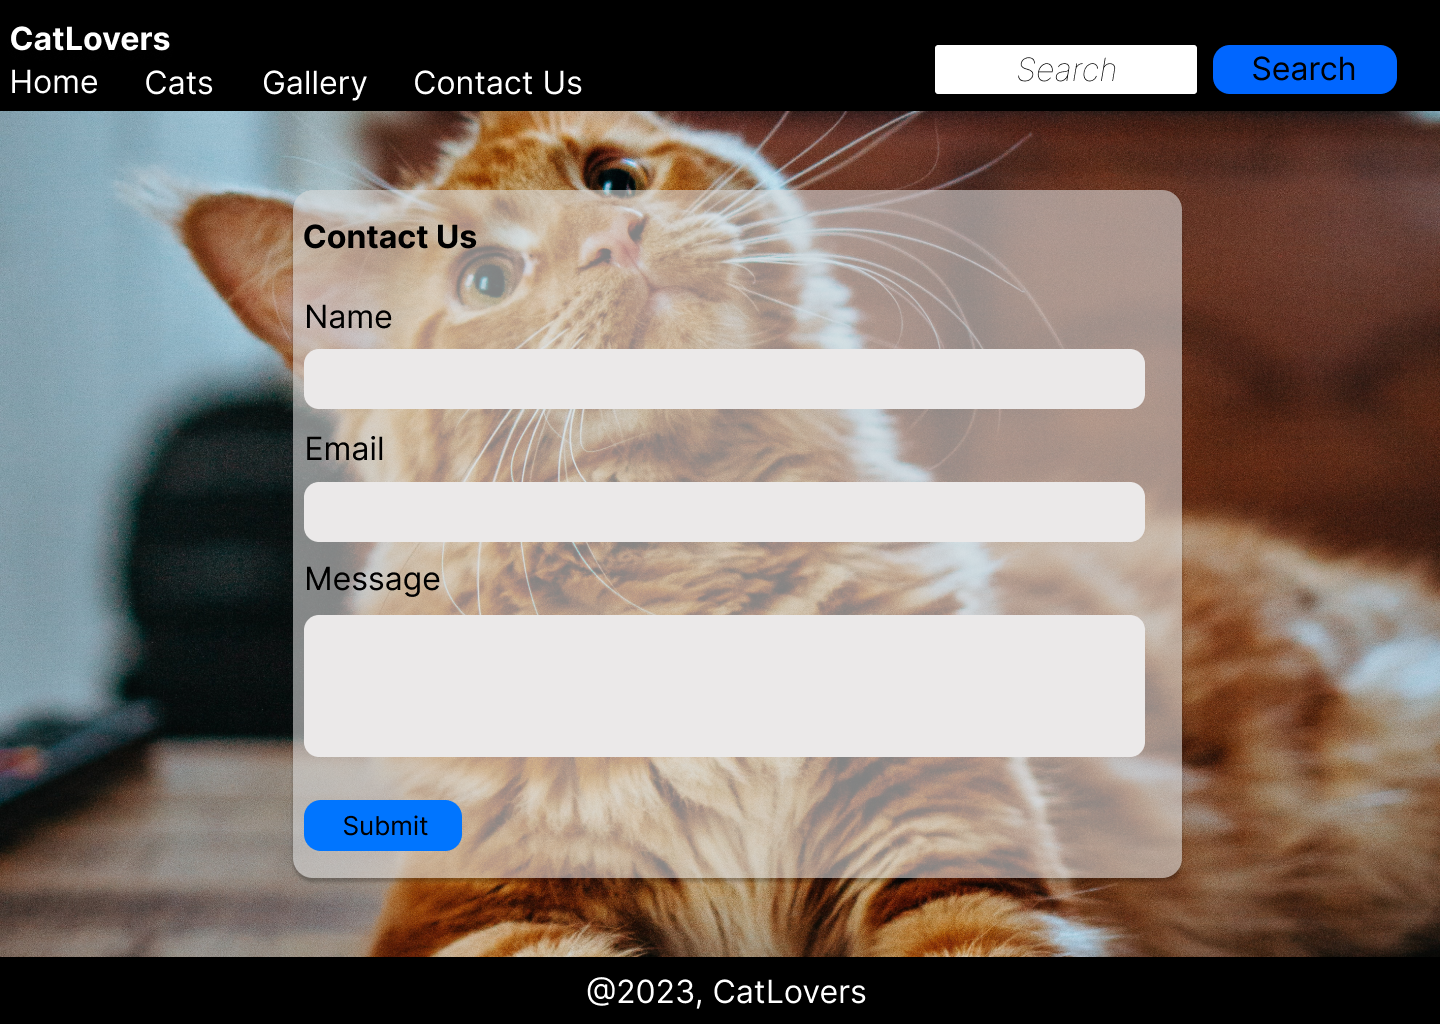 CatLovers
Home Cats Gallery Contact Us Search Search
Contact Us
Name
Email
Message
Submit
@2023, CatLovers